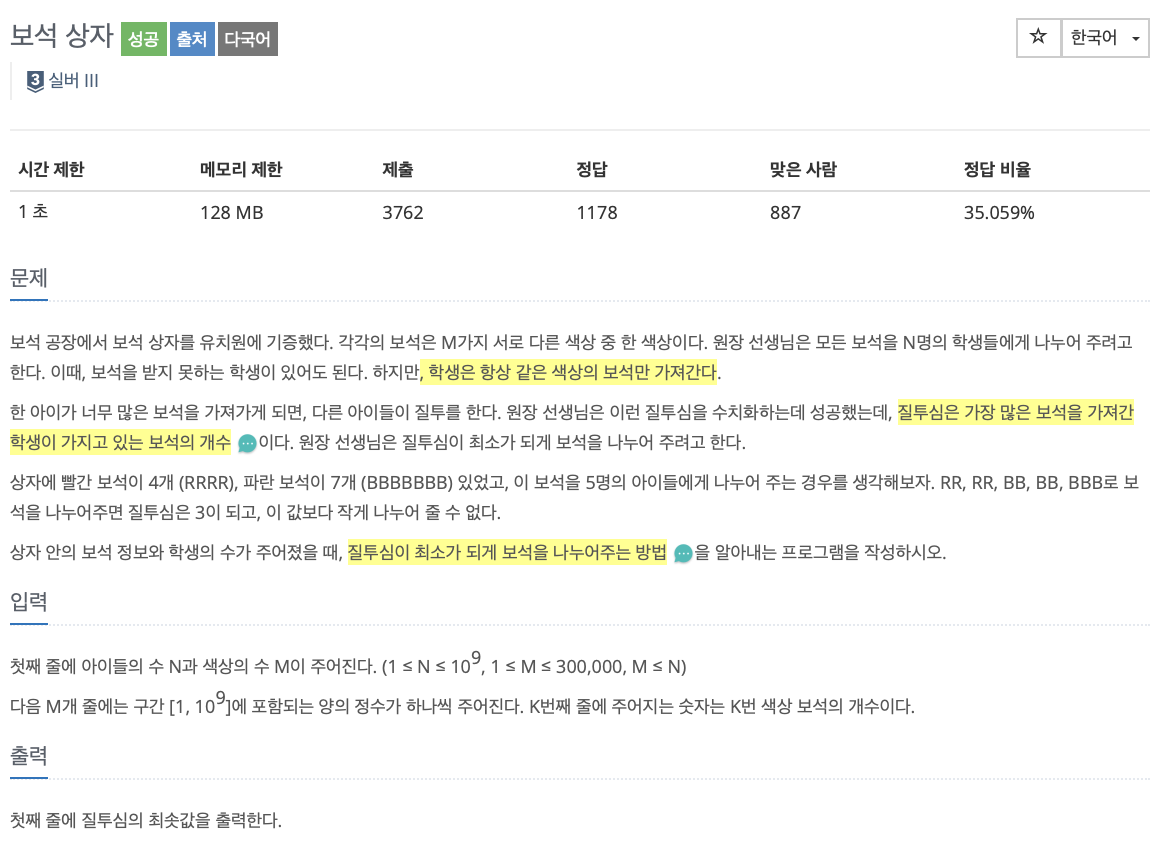 보석 상자 성공 출처 다국어 ☆ 한국어
3 실버 III
시간 제한 메모리 제한 제출 정답 맞은 사람 정답 비율
1 초 128 MB 3762 1178 887 35.059%
문제
보석 공장에서 보석 상자를 유치원에 기증했다. 각각의 보석은 M가지 서로 다른 색상 중 한 색상이다. 원장 선생님은 모든 보석을 N명의 학생들에게 나누어 주려고
한다. 이때, 보석을 받지 못하는 학생이 있어도 된다. 하지만, 학생은 항상 같은 색상의 보석만 가져간다.
한 아이가 너무 많은 보석을 가져가게 되면, 다른 아이들이 질투를 한다. 원장 선생님은 이런 질투심을 수치화하는데 성공했는데, 질투심은 가장 많은 보석을 가져간
학생이 가지고 있는 보석의 개수 이다. 원장 선생님은 질투심이 최소가 되게 보석을 나누어 주려고 한다.
상자에 빨간 보석이 4개 (RRRR), 파란 보석이 7개 (BBBBBBB) 있었고, 이 보석을 5명의 아이들에게 나누어 주는 경우를 생각해보자. RR, RR, BB, BB, BBB로 보
석을 나누어주면 질투심은 3이 되고, 이 값보다 작게 나누어 줄 수 없다.
상자 안의 보석 정보와 학생의 수가 주어졌을 때, 질투심이 최소가 되게 보석을 나누어주는 방법 을 알아내는 프로그램을 작성하시오.
입력
첫째 줄에 아이들의 수 N과 색상의 수 M이 주어진다. (1 ≤ N ≤ 10⁹, 1 ≤ M ≤ 300,000, M ≤ N)
다음 M개 줄에는 구간 [1, 10⁹]에 포함되는 양의 정수가 하나씩 주어진다. K번째 줄에 주어지는 숫자는 K번 색상 보석의 개수이다.
출력
첫째 줄에 질투심의 최솟값을 출력한다.